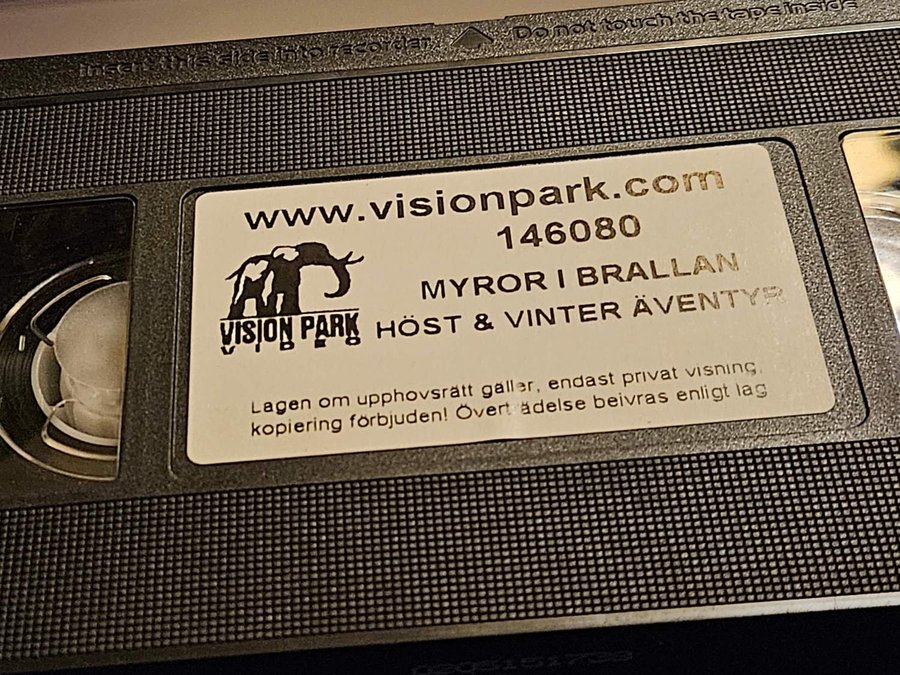 Insert this side into recorder
Do not touch the tape inside
www.visionpark.com
146080
MYROR I BRALLAN
HÖST & VINTER ÄVENTYR
VISION PARK
VIDEO
Lagen om upphovsrätt gäller, endast privat visning,
kopiering förbjuden! Överträdelse beivras enligt lag